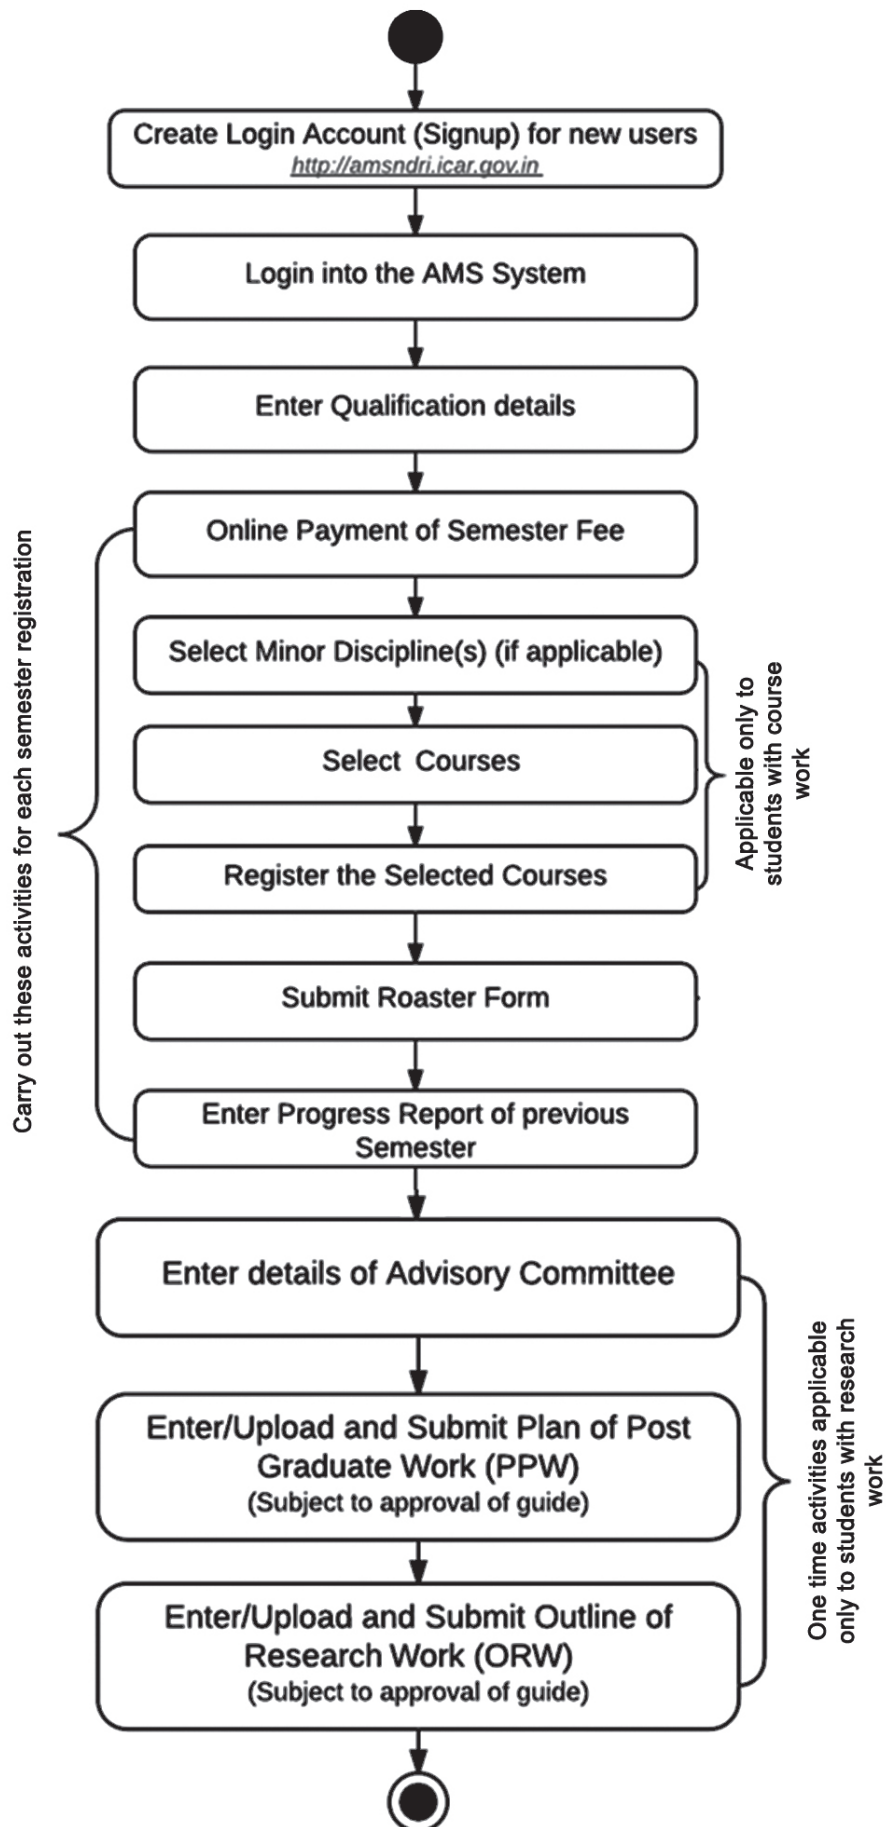 Create Login Account (Signup) for new users
http://amsndri.icar.gov.in
Login into the AMS System
Enter Qualification details
Online Payment of Semester Fee
Select Minor Discipline(s) (if applicable)
Select Courses
Register the Selected Courses
Submit Roaster Form
Enter Progress Report of previous
Semester
Carry out these activities for each semester registration
Applicable only to
students with course
work
Enter details of Advisory Committee
Enter/Upload and Submit Plan of Post
Graduate Work (PPW)
(Subject to approval of guide)
Enter/Upload and Submit Outline of
Research Work (ORW)
(Subject to approval of guide)
One time activities applicable
only to students with research
work